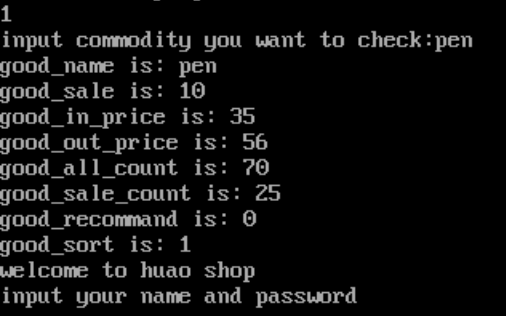 1
input commodity you want to check:pen
good_name is: pen
good_sale is: 10
good_in_price is: 35
good_out_price is: 56
good_all_count is: 70
good_sale_count is: 25
good_recommand is: 0
good_sort is: 1
welcome to huao shop
input your name and password